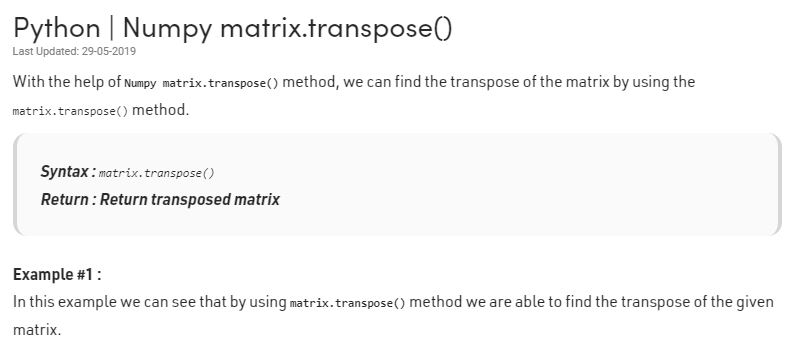 Python | Numpy matrix.transpose()
Last Updated: 29-05-2019
With the help of Numpy matrix.transpose() method, we can find the transpose of the matrix by using the
matrix.transpose() method.
Syntax : matrix.transpose()
Return : Return transposed matrix
Example #1 :
In this example we can see that by using matrix.transpose() method we are able to find the transpose of the given
matrix.